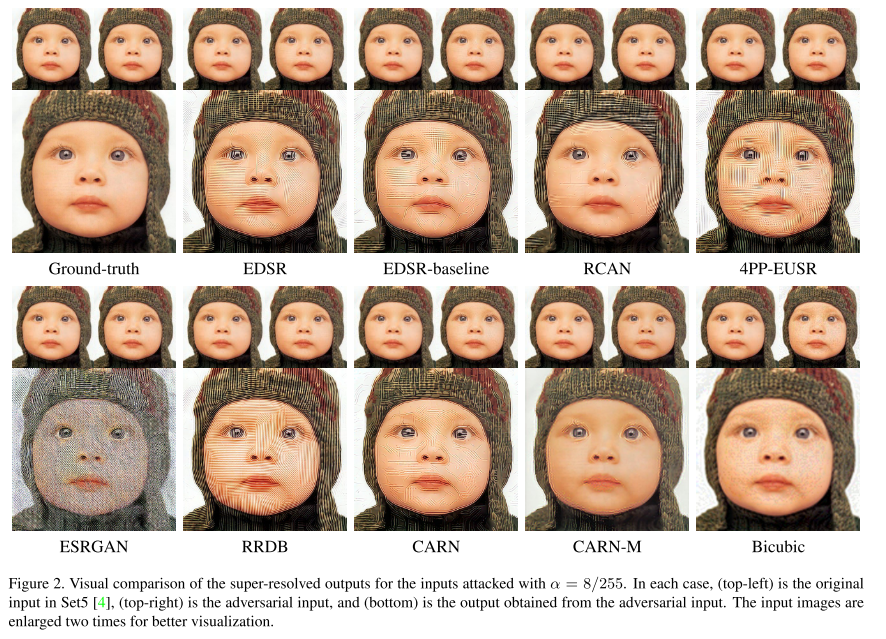 Ground-truth EDSR EDSR-baseline RCAN 4PP-EUSR
ESRGAN RRDB CARN CARN-M Bicubic
Figure 2. Visual comparison of the super-resolved outputs for the inputs attacked with α = 8/255. In each case, (top-left) is the original
input in Set5 [4], (top-right) is the adversarial input, and (bottom) is the output obtained from the adversarial input. The input images are
enlarged two times for better visualization.